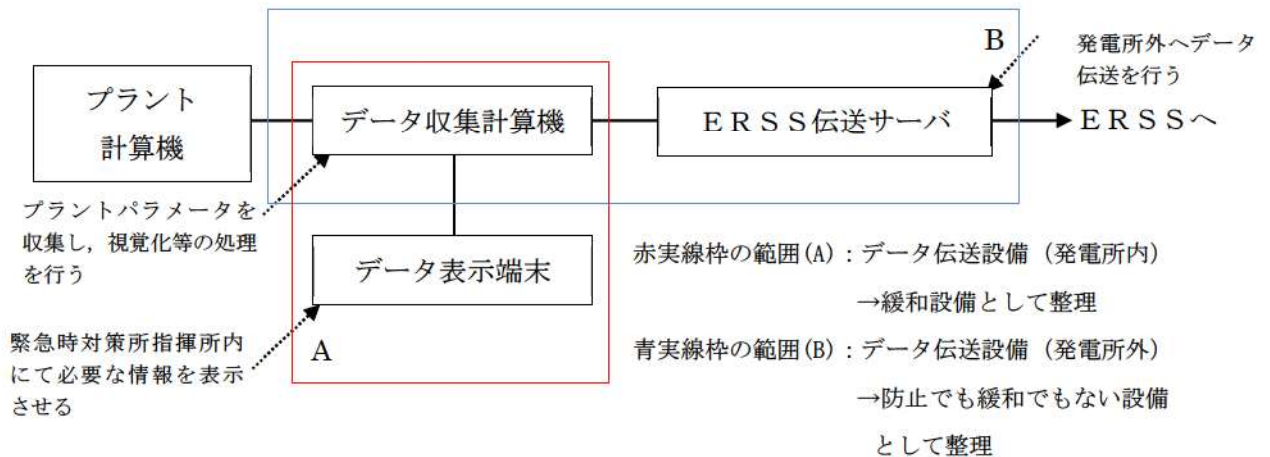 プラント
計算機
データ収集計算機
ＥＲＳＳ伝送サーバ
B
発電所外へデータ
伝送を行う
ＥＲＳＳへ
プラントパラメータを
収集し，視覚化等の処理
を行う
データ表示端末
A
緊急時対策所指揮所内
にて必要な情報を表示
させる
赤実線枠の範囲(A)：データ伝送設備（発電所内）
→緩和設備として整理
青実線枠の範囲(B)：データ伝送設備（発電所外）
→防止でも緩和でもない設備
として整理